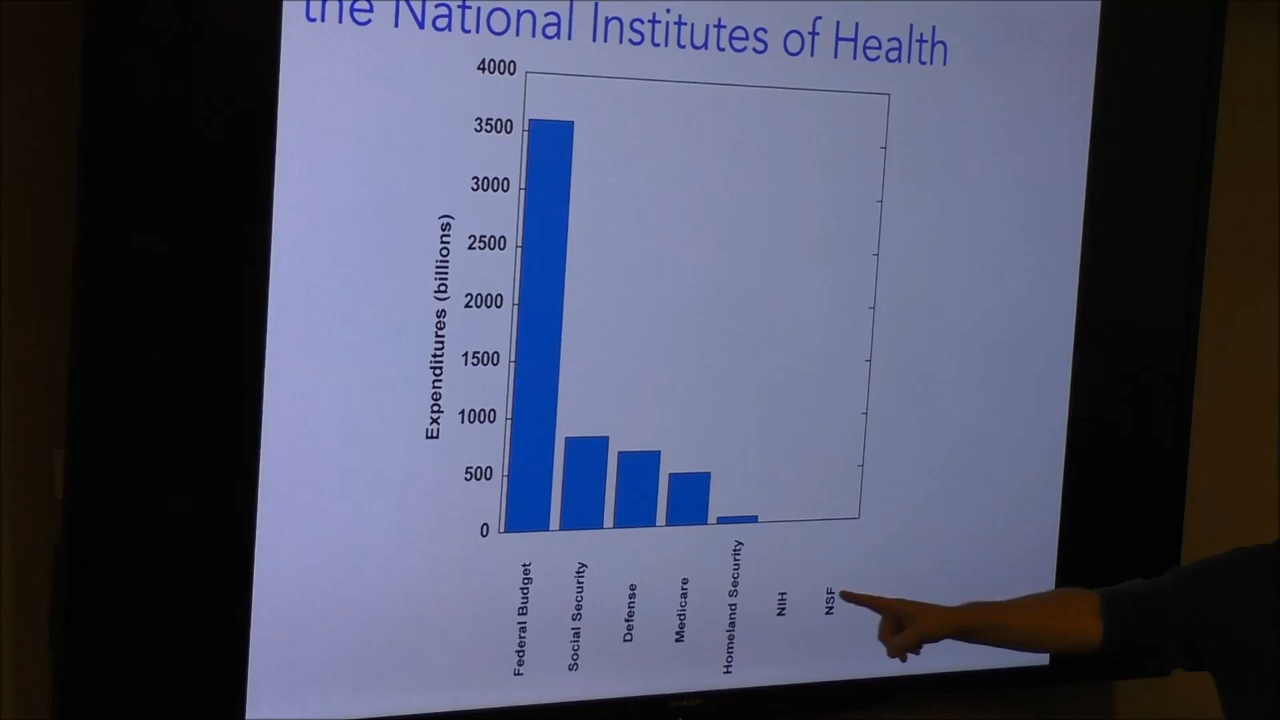 the National Institutes of Health
4000
3500
3000
2500
2000
1500
1000
500
0
Expenditures (billions)
Federal Budget
Social Security
Defense
Medicare
Homeland Security
NIH
NSF